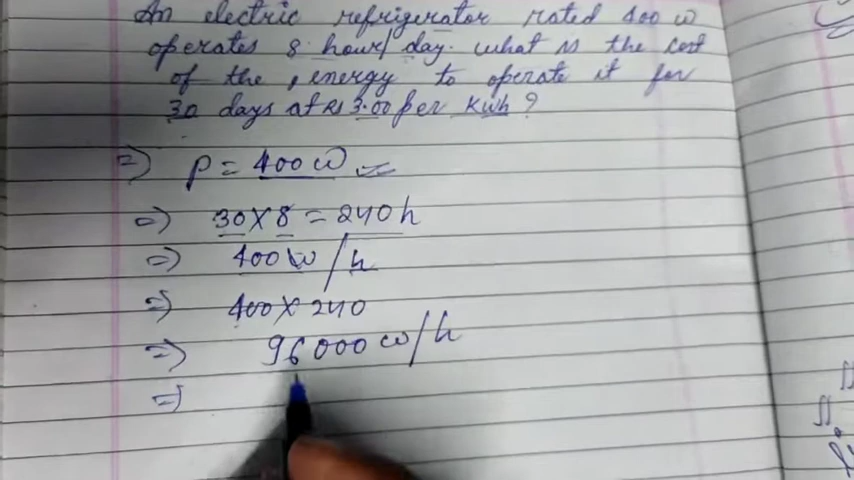 An electric refrigerator rated 400 w
operates 8 hour/day. what is the cost
of the energy to operate it for
30 days at Rs 3.00 per kwh ?
=> P = 400 W
=> 30 X 8 = 240 h
=> 400 w/h
=> 400 X 240
=> 96000 w/h
=>